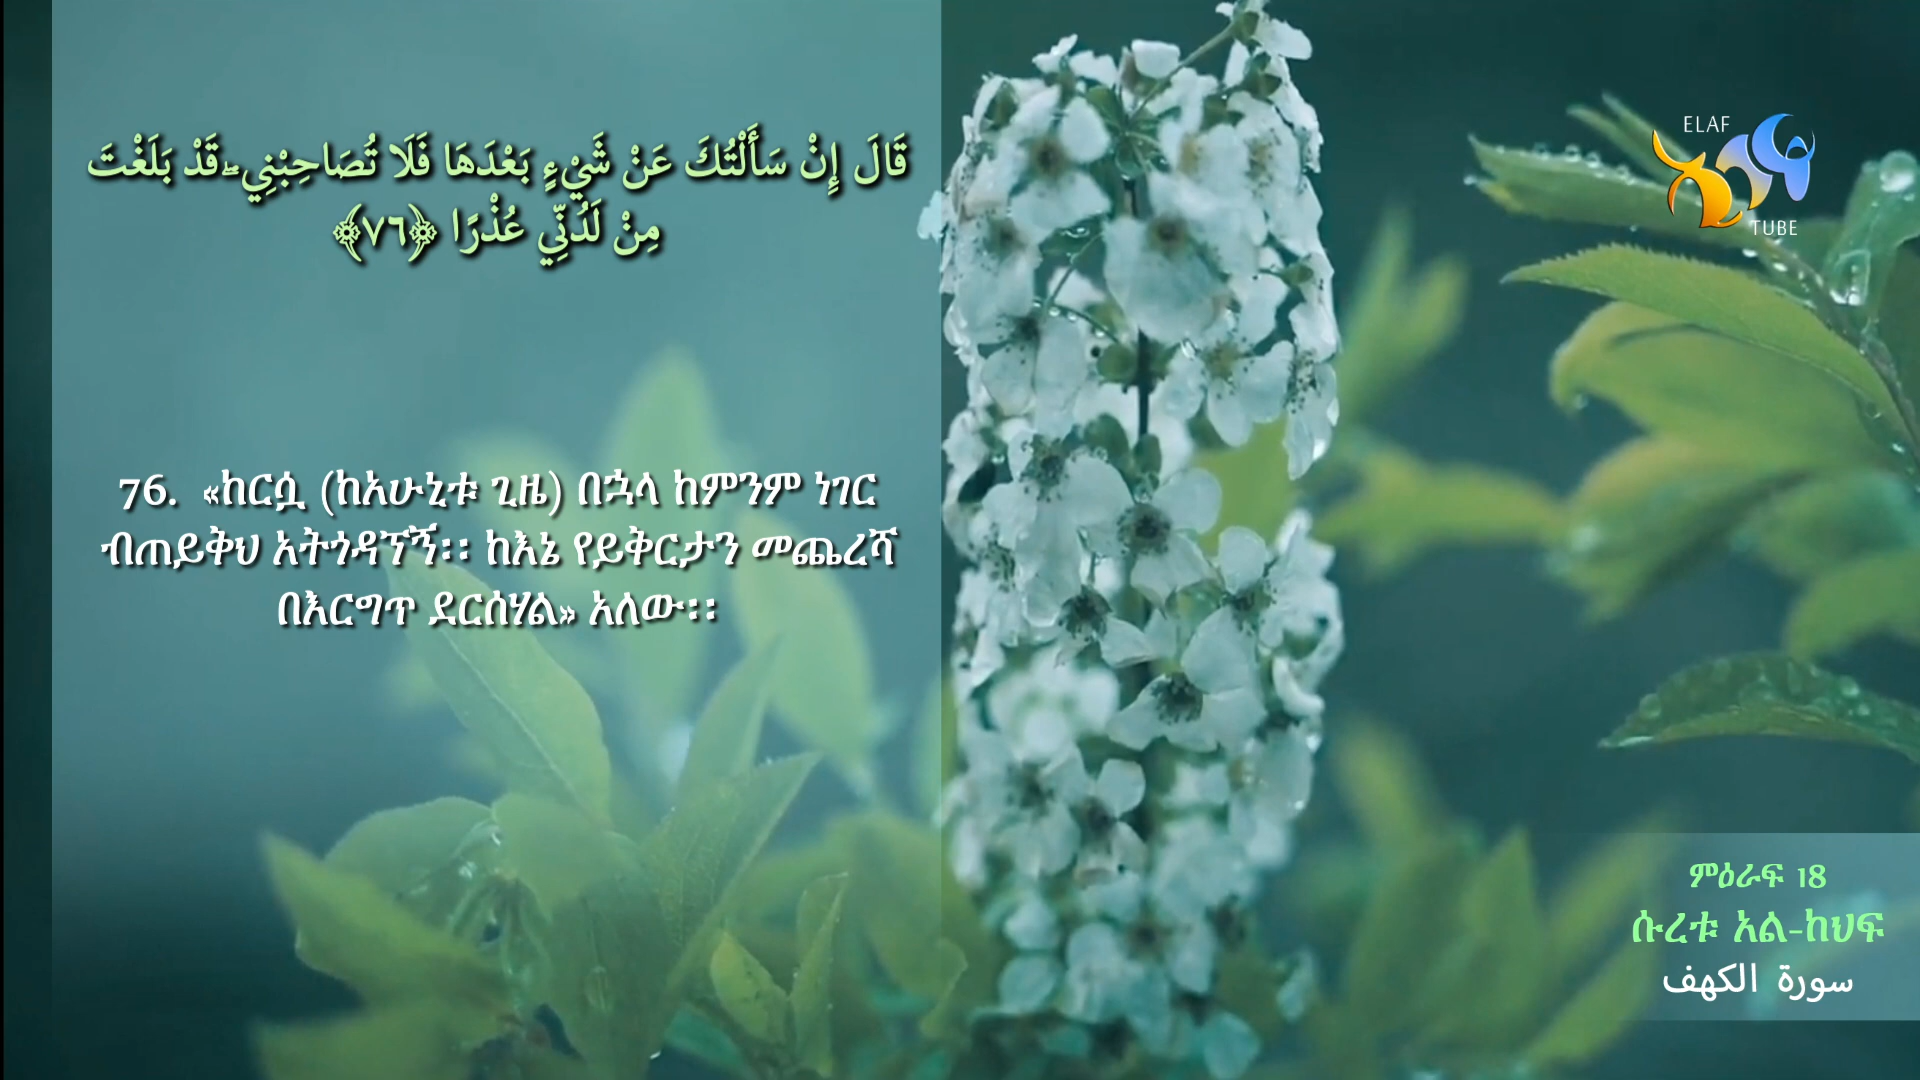 قَالَ إِنْ سَأَلْتُكَ عَنْ شَيْءٍ بَعْدَهَا فَلَا تُصَاحِبْنِي ۖ قَدْ بَلَغْتَ
مِنْ لَدُنِّي عُذْرًا ﴿٧٦﴾
76. «ከርሷ (ከአሁኒቱ ጊዜ) በኋላ ከምንም ነገር
ብጠይቅህ አትጎዳኘኝ፡፡ ከእኔ የይቅርታን መጨረሻ
በእርግጥ ደርሰሃል» አለው፡፡
ELAF
TUBE
ምዕራፍ 18
ሱረቱ አል-ከህፍ
سورة الكهف